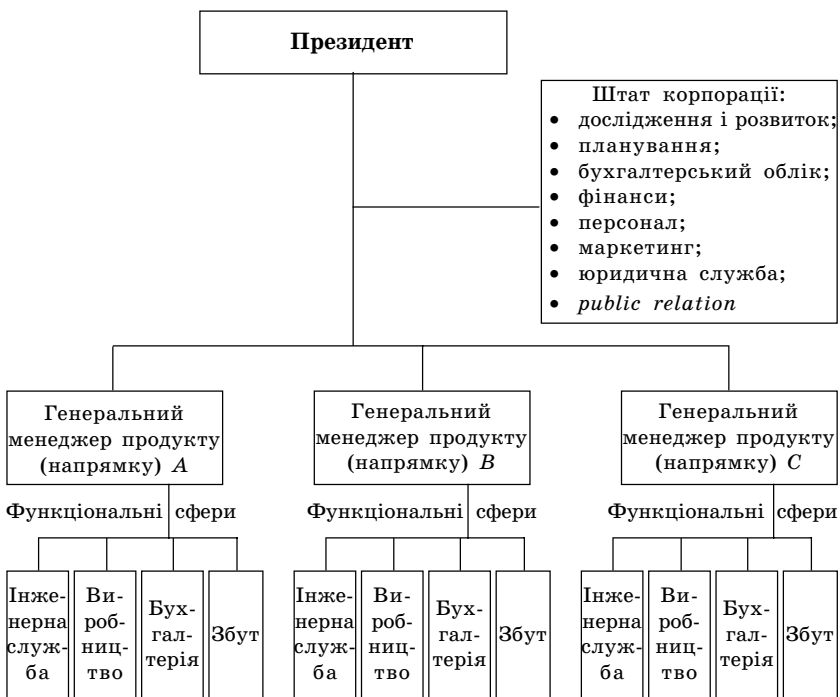 Президент
Штат корпорації:
• дослідження і розвиток;
• планування;
• бухгалтерський облік;
• фінанси;
• персонал;
• маркетинг;
• юридична служба;
• public relation
Генеральний
менеджер продукту
(напрямку) A
Генеральний
менеджер продукту
(напрямку) B
Генеральний
менеджер продукту
(напрямку) C
Функціональні сфери
Функціональні сфери
Функціональні сфери
Інже-
нерна
служ-
ба
Ви-
роб-
ниц-
тво
Бух-
гал-
терія
Збут
Інже-
нерна
служ-
ба
Ви-
роб-
ниц-
тво
Бух-
гал-
терія
Збут
Інже-
нерна
служ-
ба
Ви-
роб-
ниц-
тво
Бух-
гал-
терія
Збут